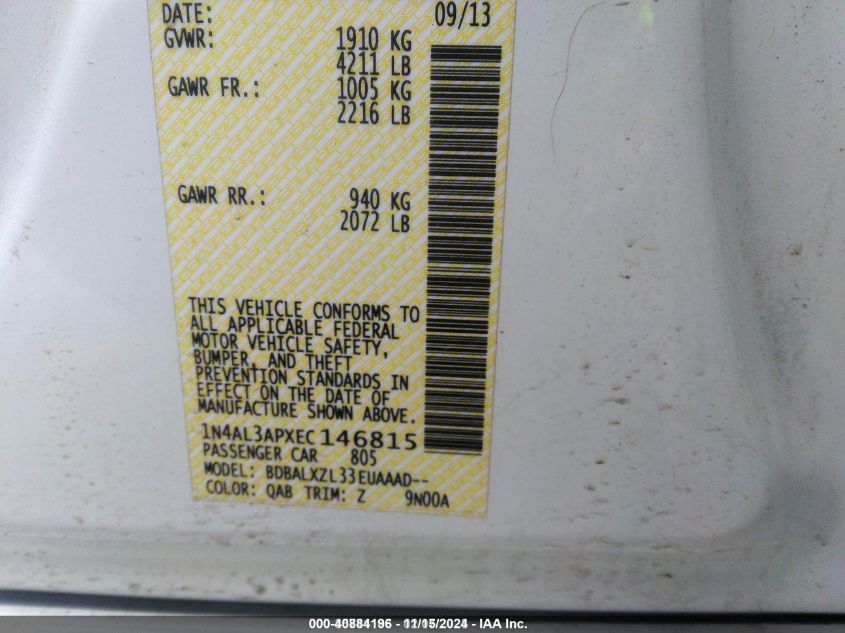 DATE: 09/13
GVWR: 1910 KG
4211 LB
GAWR FR.: 1005 KG
2216 LB
GAWR RR.: 940 KG
2072 LB
THIS VEHICLE CONFORMS TO
ALL APPLICABLE FEDERAL
MOTOR VEHICLE SAFETY,
BUMPER, AND THEFT
PREVENTION STANDARDS IN
EFFECT ON THE DATE OF
MANUFACTURE SHOWN ABOVE.
1N4AL3APXEC146815
PASSENGER CAR 805
MODEL: BDBALXZL33EUAAAD--
COLOR: QAB TRIM: Z 9N00A
000-40884196 - 11/15/2024 - IAA Inc.